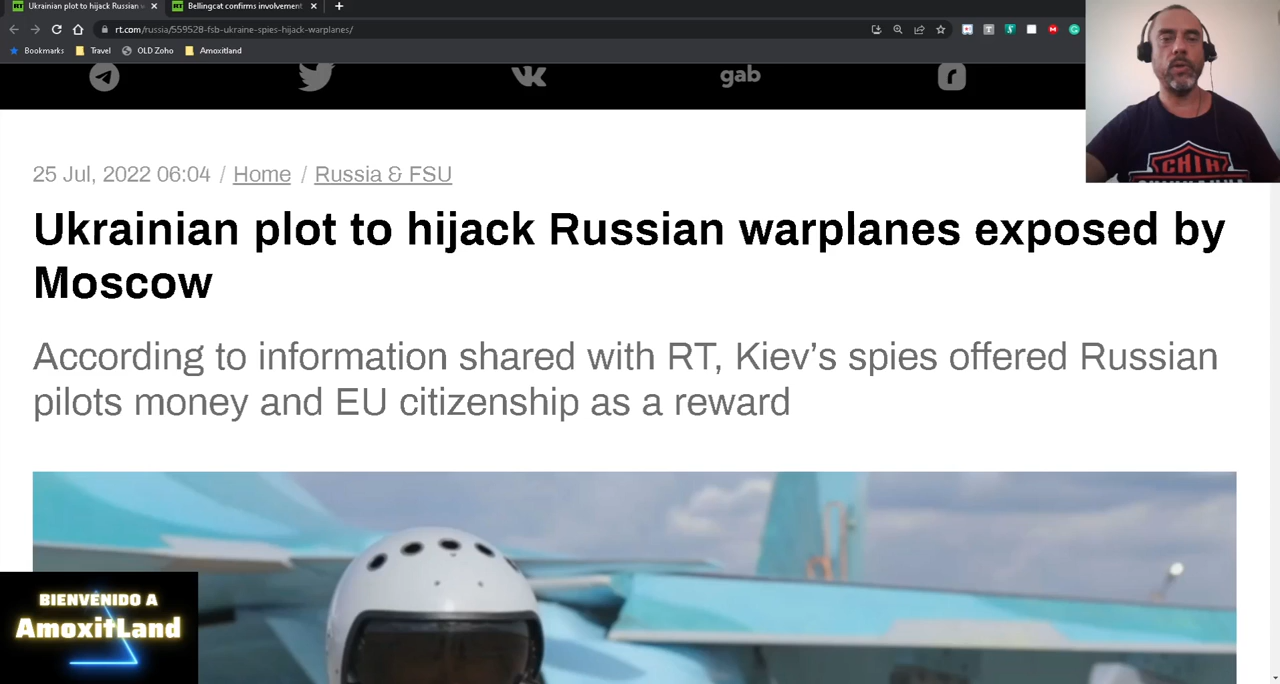 Ukrainian plot to hijack Russian w
Bellingcat confirms involvement
rt.com/russia/559528-fsb-ukraine-spies-hijack-warplanes/
Bookmarks Travel OLD Zoho Amoxitland
gab
25 Jul, 2022 06:04 / Home / Russia & FSU
Ukrainian plot to hijack Russian warplanes exposed by
Moscow
According to information shared with RT, Kiev’s spies offered Russian
pilots money and EU citizenship as a reward
BIENVENIDO A
AmoxitLand